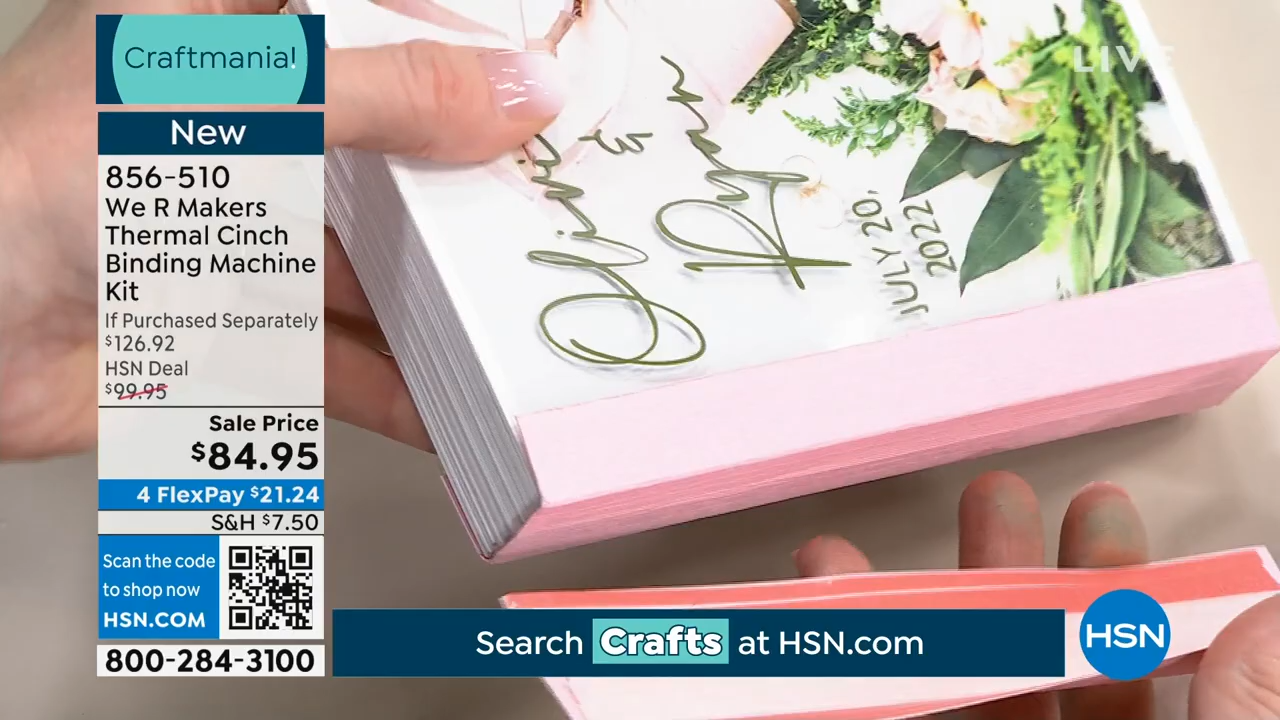 Craftmania!
New
856-510
We R Makers
Thermal Cinch
Binding Machine
Kit
If Purchased Separately
$126.92
HSN Deal
$99.95
Sale Price
$84.95
4 FlexPay $21.24
S&H $7.50
Scan the code
to shop now
HSN.COM
800-284-3100
LIVE
&
Ryan
JULY 20,
2022
Search Crafts at HSN.com
HSN